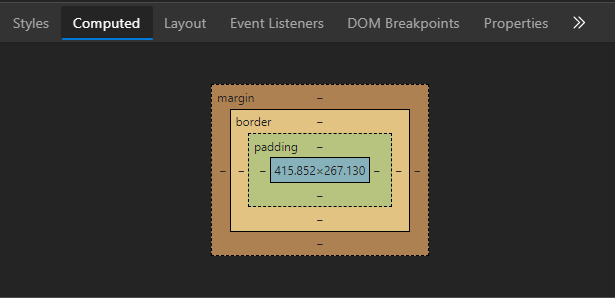 Styles Computed Layout Event Listeners DOM Breakpoints Properties
margin –
border –
padding –
– – – 415.852×267.130 – – –
–
–
–